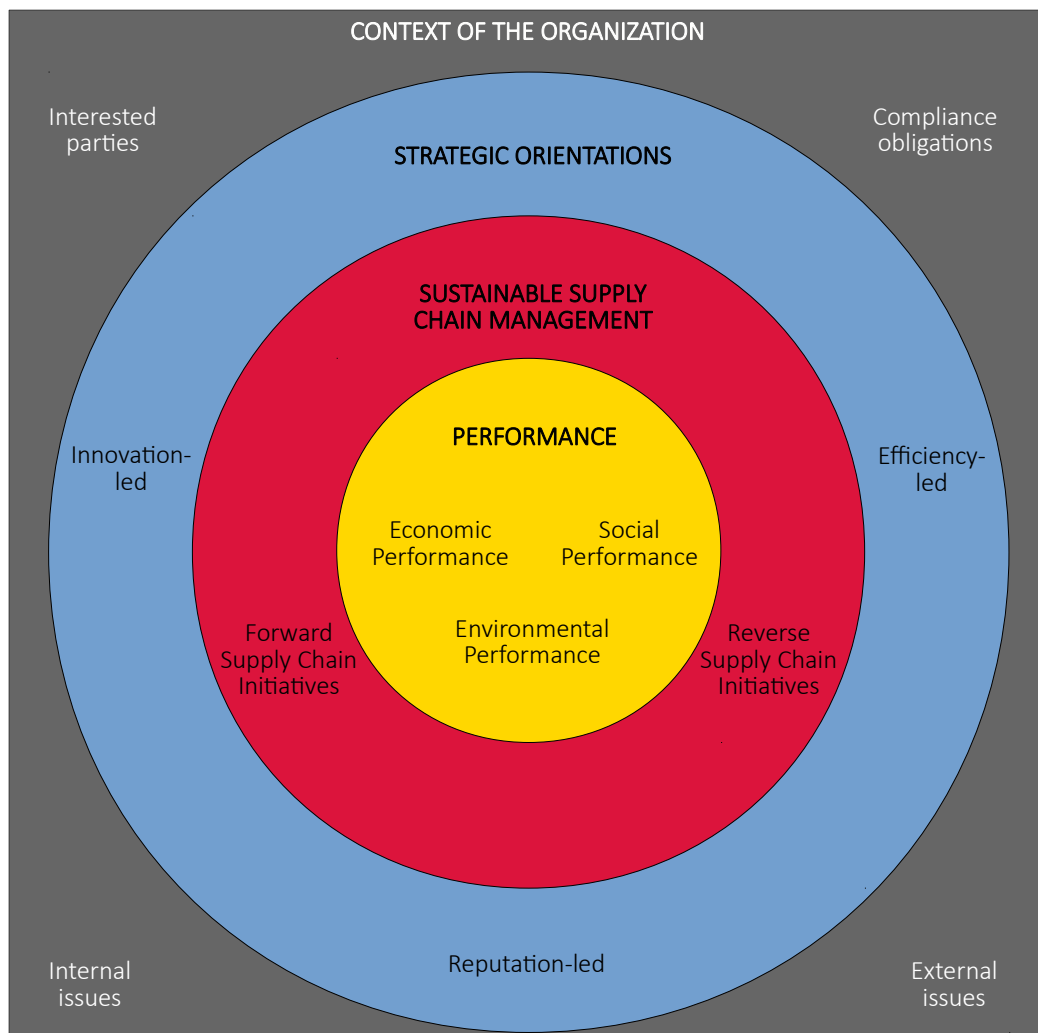 CONTEXT OF THE ORGANIZATION
Interested
parties
Compliance
obligations
STRATEGIC ORIENTATIONS
SUSTAINABLE SUPPLY
CHAIN MANAGEMENT
PERFORMANCE
Innovation-
led
Efficiency-
led
Economic
Performance
Social
Performance
Environmental
Performance
Forward
Supply Chain
Initiatives
Reverse
Supply Chain
Initiatives
Reputation-led
Internal
issues
External
issues